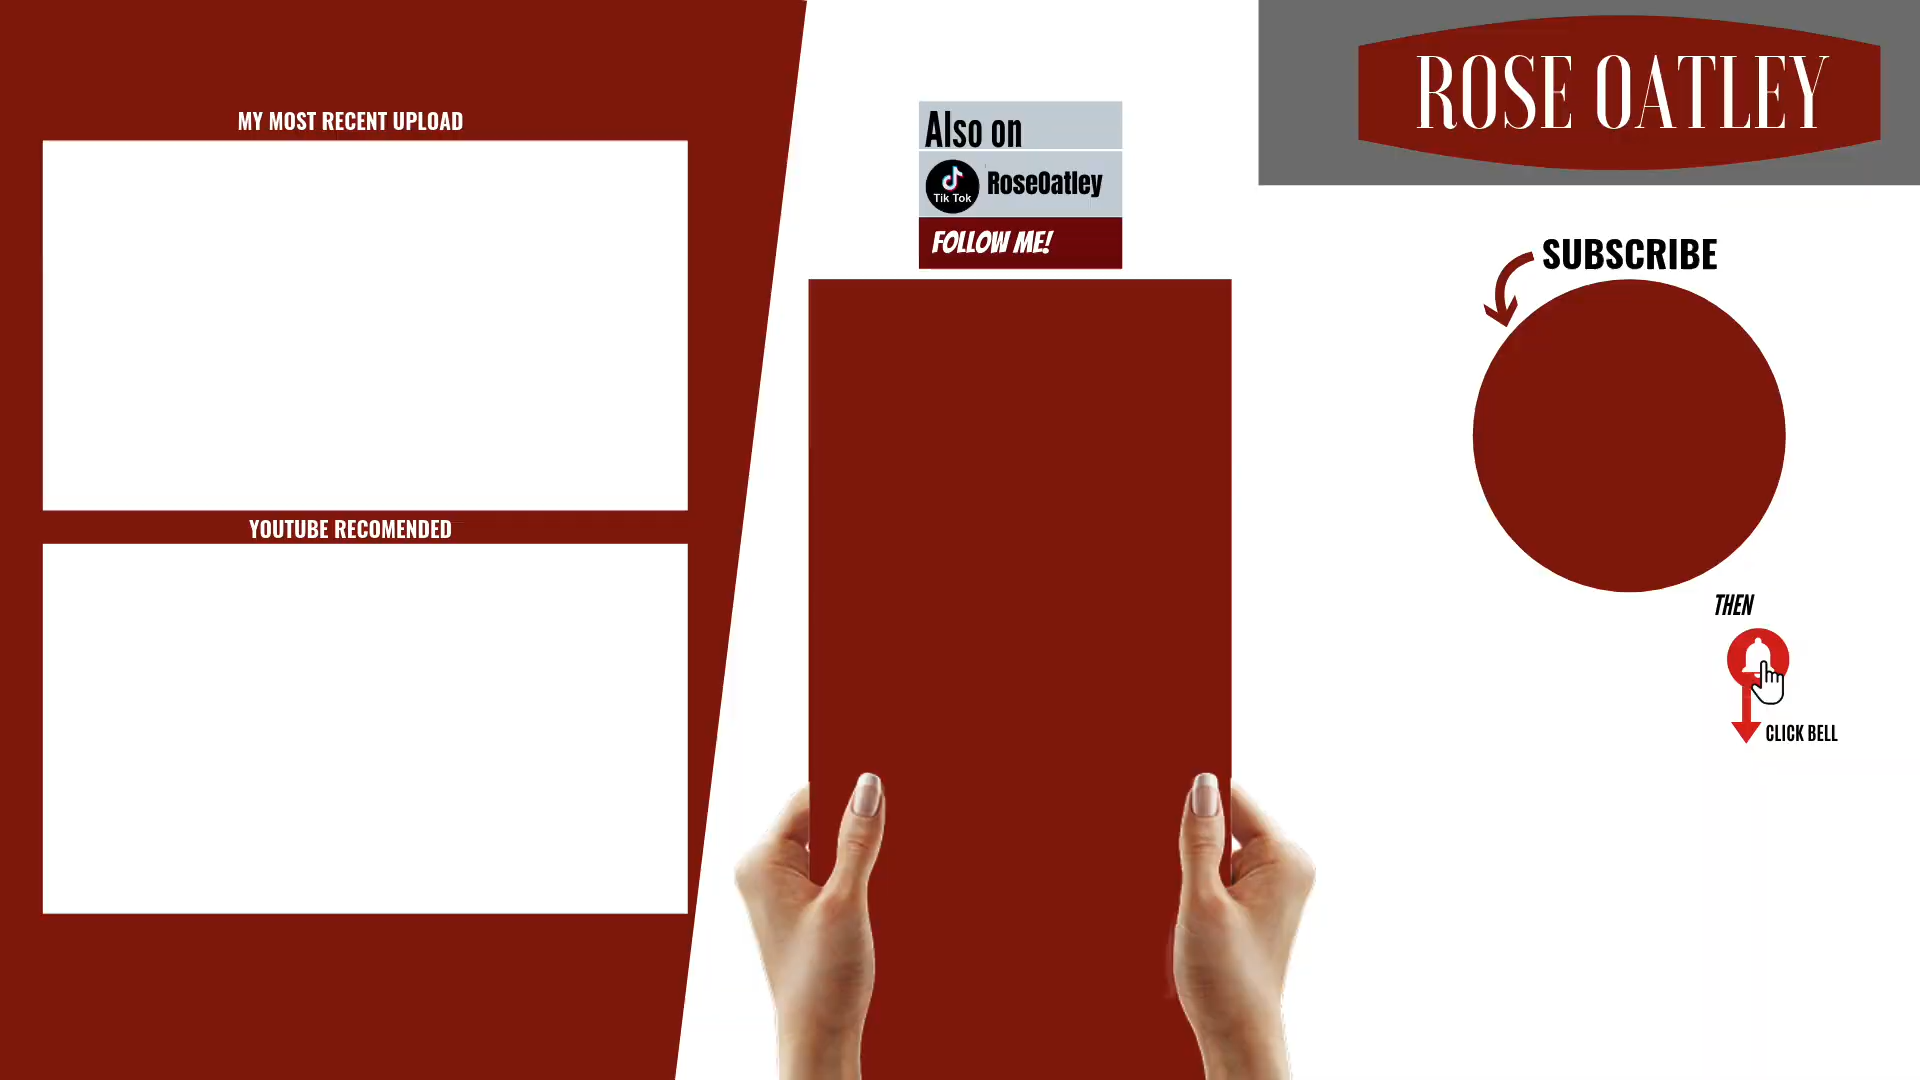 MY MOST RECENT UPLOAD
YOUTUBE RECOMENDED
Also on
Tik Tok
RoseOatley
FOLLOW ME!
ROSE OATLEY
SUBSCRIBE
THEN
CLICK BELL